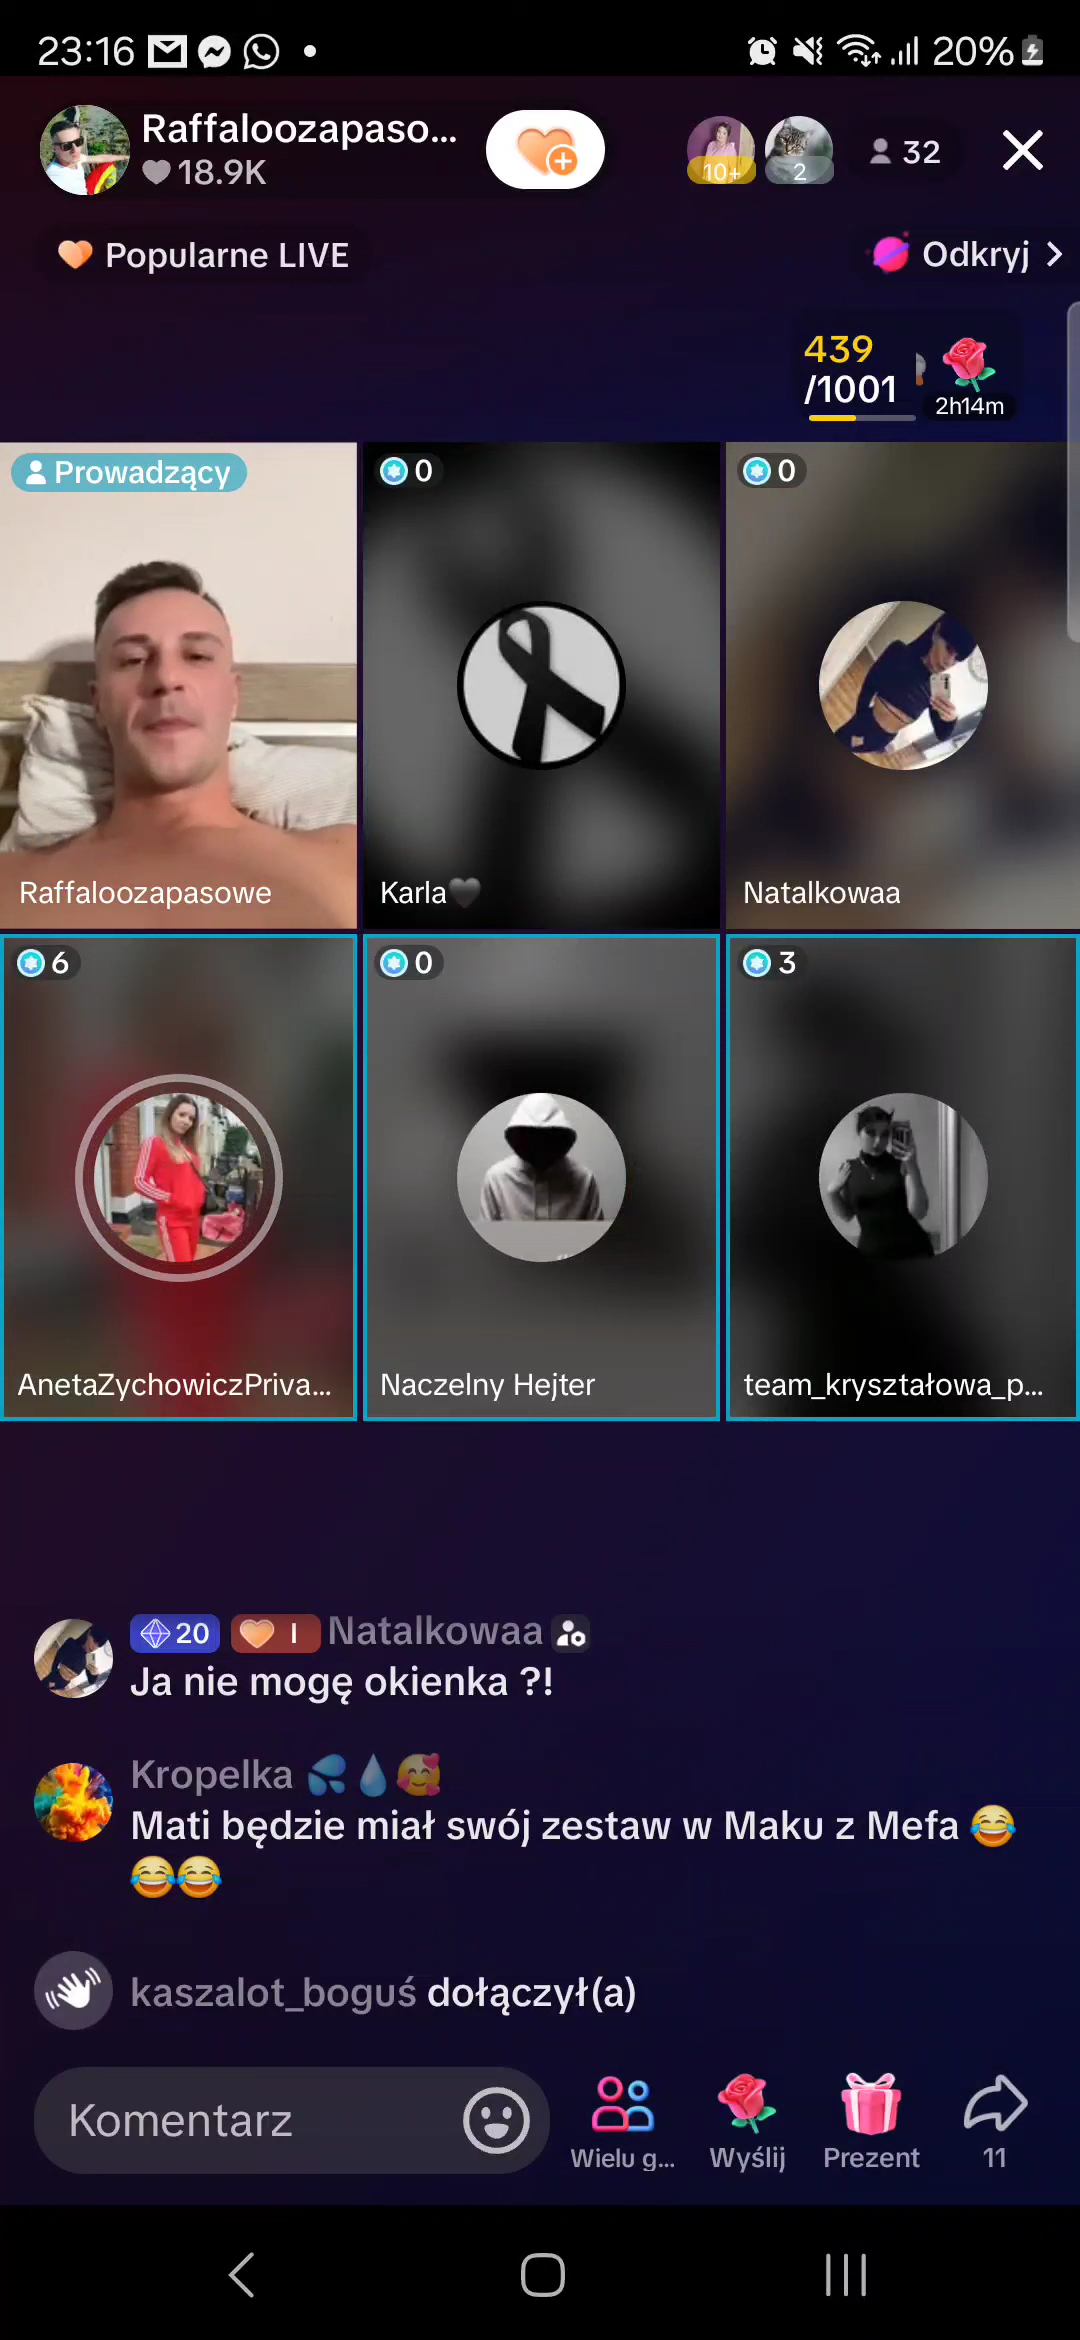 23:16
20%
Raffaloozapaso...
18.9K
10+
2
32
Popularne LIVE
Odkryj
439
/1001
2h14m
Prowadzący
0
0
Raffaloozapasowe
Karla🖤
Natalkowaa
6
0
3
AnetaZychowiczPriva...
Naczelny Hejter
team_kryształowa_p...
20
I
Natalkowaa
Ja nie mogę okienka ?!
Kropelka 💦💧🥰
Mati będzie miał swój zestaw w Maku z Mefa 😂
😂😂
kaszalot_boguś dołączył(a)
Komentarz
Wielu g...
Wyślij
Prezent
11